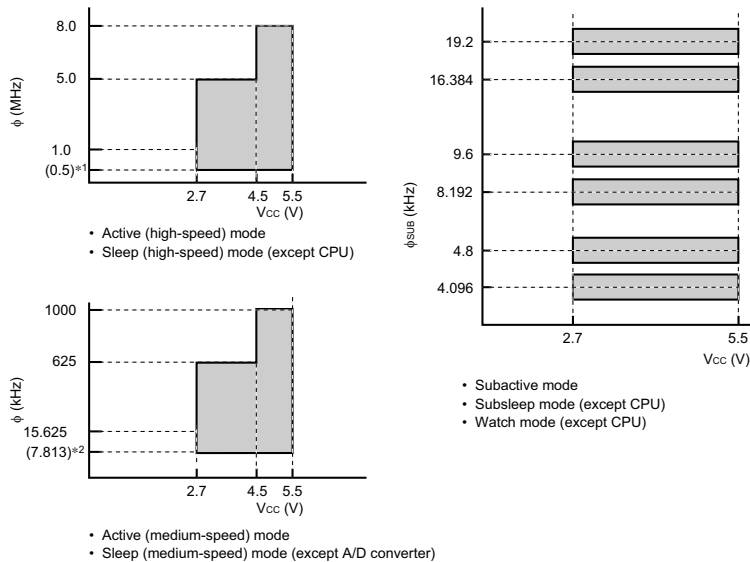 8.0
5.0
1.0
(0.5)*1
φ (MHz)
2.7 4.5 5.5
VCC (V)
• Active (high-speed) mode
• Sleep (high-speed) mode (except CPU)
1000
625
15.625
(7.813)*2
φ (kHz)
2.7 4.5 5.5
VCC (V)
• Active (medium-speed) mode
• Sleep (medium-speed) mode (except A/D converter)
19.2
16.384
9.6
8.192
4.8
4.096
φSUB (kHz)
2.7 5.5
VCC (V)
• Subactive mode
• Subsleep mode (except CPU)
• Watch mode (except CPU)